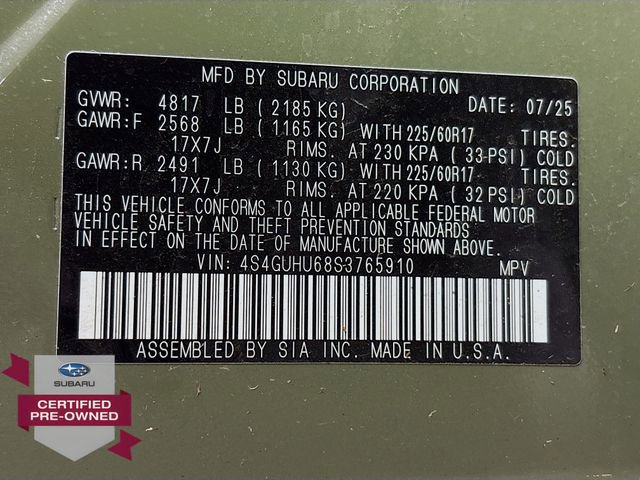 MFD BY SUBARU CORPORATION
GVWR: 4817 LB ( 2185 KG) DATE: 07/25
GAWR:F 2568 LB ( 1165 KG) WITH 225/60R17 TIRES.
17X7J RIMS. AT 230 KPA ( 33-PSI) COLD
GAWR:R 2491 LB ( 1130 KG) WITH 225/60R17 TIRES.
17X7J RIMS. AT 220 KPA ( 32 PSI) COLD
THIS VEHICLE CONFORMS TO ALL APPLICABLE FEDERAL MOTOR
VEHICLE SAFETY AND THEFT PREVENTION STANDARDS
IN EFFECT ON THE DATE OF MANUFACTURE SHOWN ABOVE.
VIN: 4S4GUHU68S3765910 MPV
ASSEMBLED BY SIA INC. MADE IN U.S.A.
SUBARU
CERTIFIED
PRE-OWNED